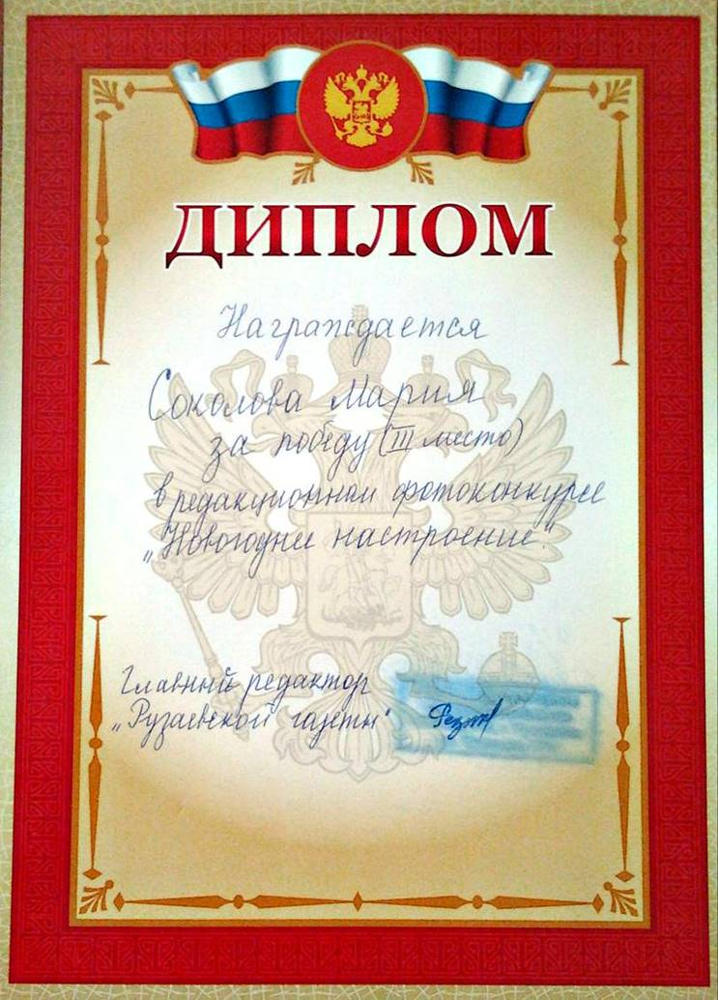 ДИПЛОМ
Награждается
Соколова Мария
за победу (III место)
в редакционном фотоконкурсе
„Новогоднее настроение."
Главный редактор
„Рузаевской газеты"